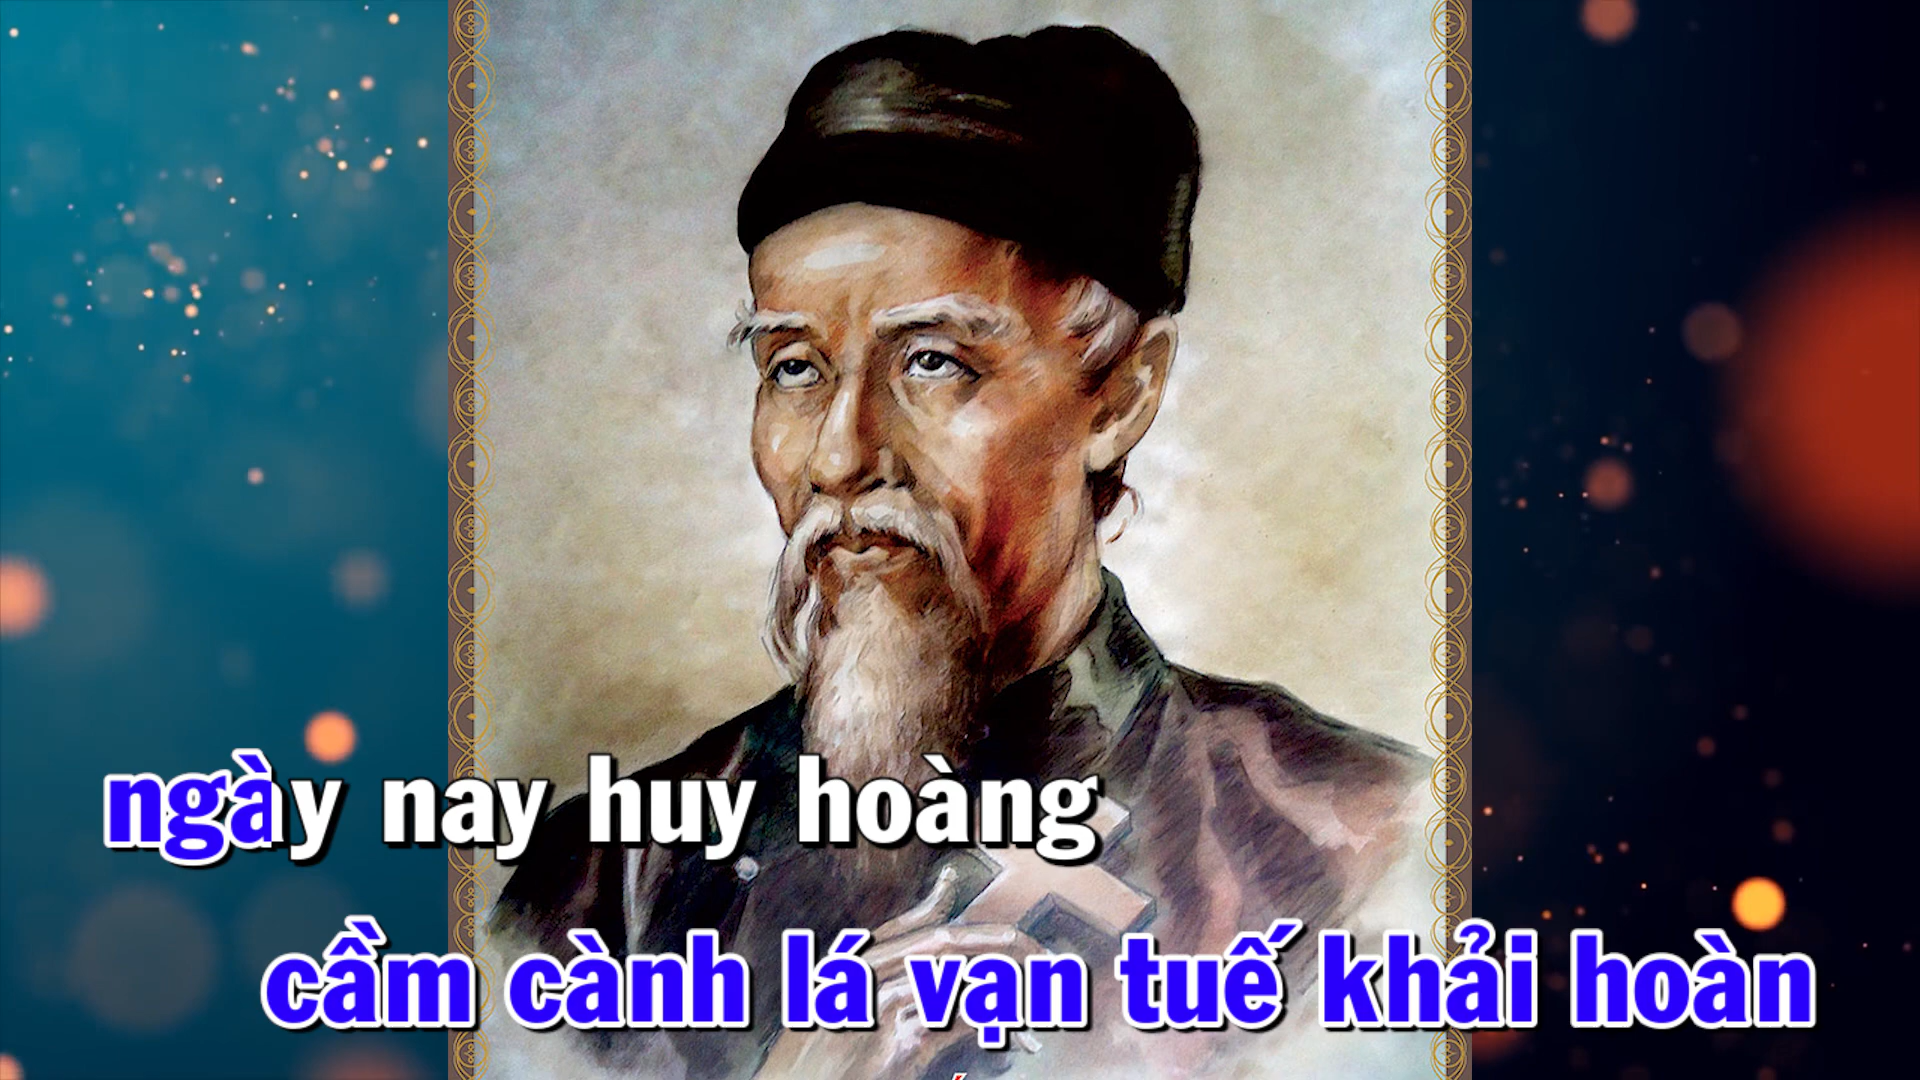 ngày nay huy hoàng
cầm cành lá vạn tuế khải hoàn